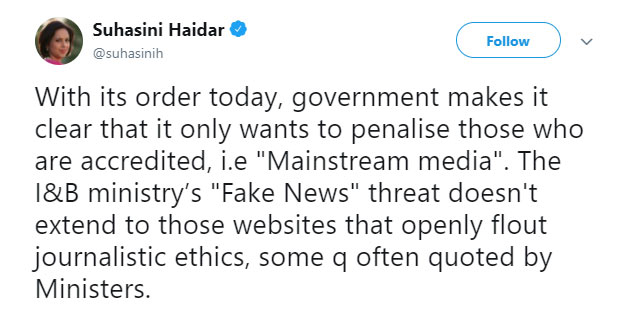 Suhasini Haidar
@suhasinih
Follow
With its order today, government makes it
clear that it only wants to penalise those who
are accredited, i.e "Mainstream media". The
I&B ministry’s "Fake News" threat doesn't
extend to those websites that openly flout
journalistic ethics, some q often quoted by
Ministers.